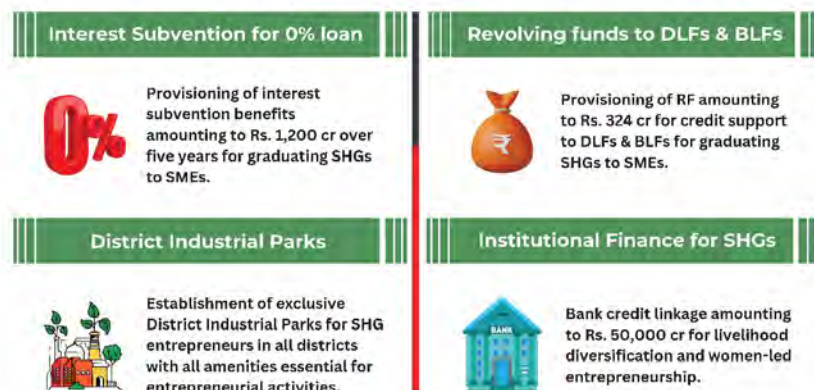 Interest Subvention for 0% loan
0%
Provisioning of interest
subvention benefits
amounting to Rs. 1,200 cr over
five years for graduating SHGs
to SMEs.
Revolving funds to DLFs & BLFs
₹
Provisioning of RF amounting
to Rs. 324 cr for credit support
to DLFs & BLFs for graduating
SHGs to SMEs.
District Industrial Parks
Establishment of exclusive
District Industrial Parks for SHG
entrepreneurs in all districts
with all amenities essential for
entrepreneurial activities.
Institutional Finance for SHGs
BANK
Bank credit linkage amounting
to Rs. 50,000 cr for livelihood
diversification and women-led
entrepreneurship.